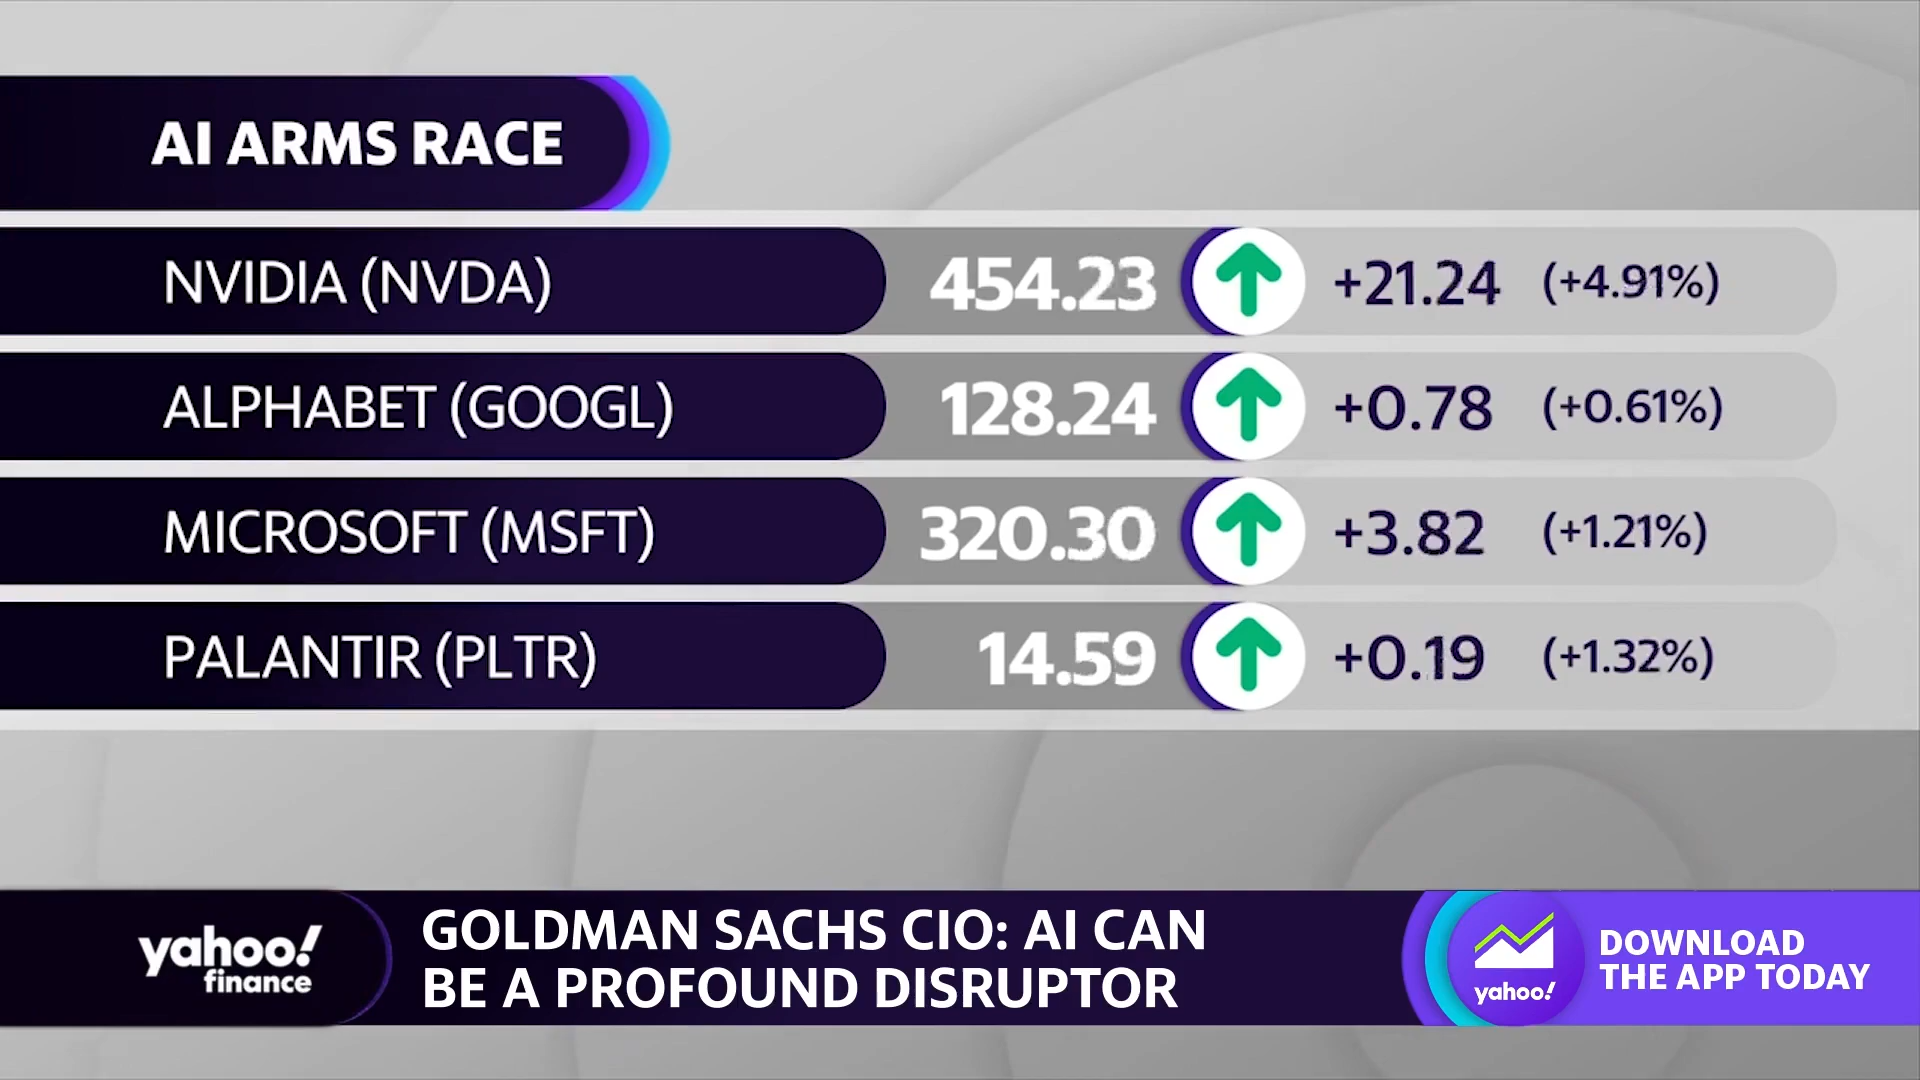 AI ARMS RACE
NVIDIA (NVDA) 454.23 +21.24 (+4.91%)
ALPHABET (GOOGL) 128.24 +0.78 (+0.61%)
MICROSOFT (MSFT) 320.30 +3.82 (+1.21%)
PALANTIR (PLTR) 14.59 +0.19 (+1.32%)
yahoo!
finance
GOLDMAN SACHS CIO: AI CAN
BE A PROFOUND DISRUPTOR
yahoo!
DOWNLOAD
THE APP TODAY